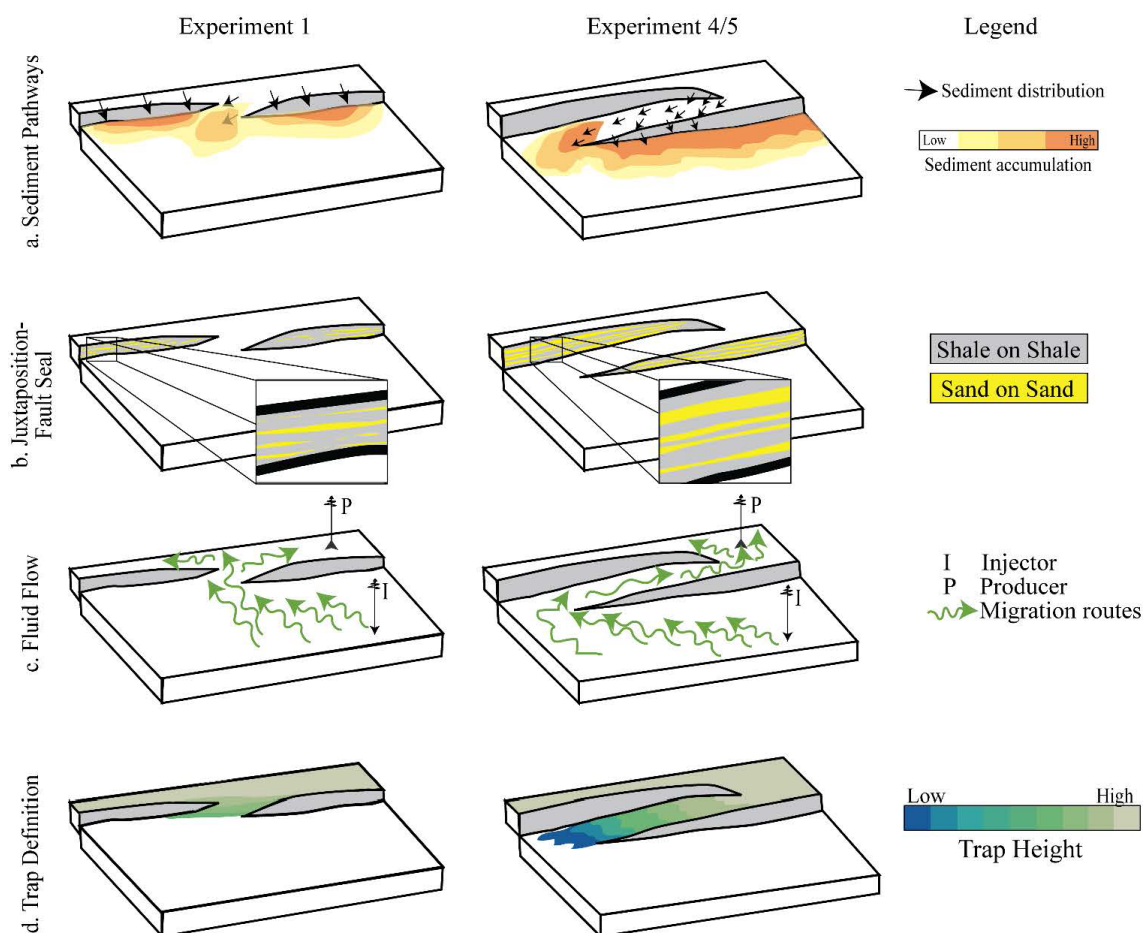 Experiment 1
Experiment 4/5
Legend
a. Sediment Pathways
Sediment distribution
Low
High
Sediment accumulation
b. Juxtaposition-
Fault Seal
Shale on Shale
Sand on Sand
c. Fluid Flow
P
I
P
I
I Injector
P Producer
Migration routes
d. Trap Definition
Low
High
Trap Height